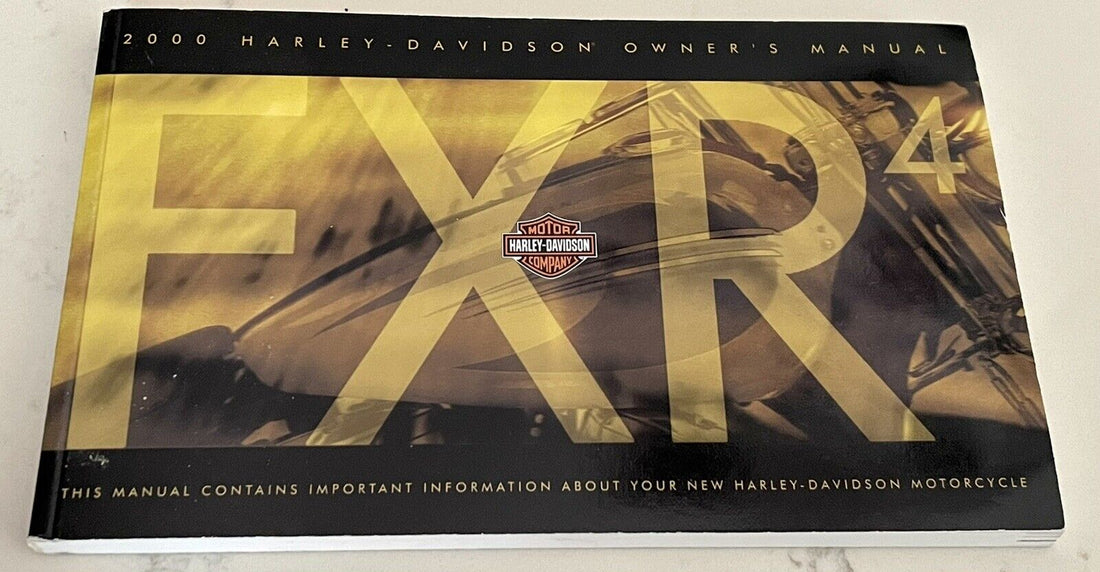 2000 HARLEY-DAVIDSON OWNER'S MANUAL
FXR4
MOTOR
HARLEY-DAVIDSON
COMPANY
THIS MANUAL CONTAINS IMPORTANT INFORMATION ABOUT YOUR NEW HARLEY-DAVIDSON MOTORCYCLE